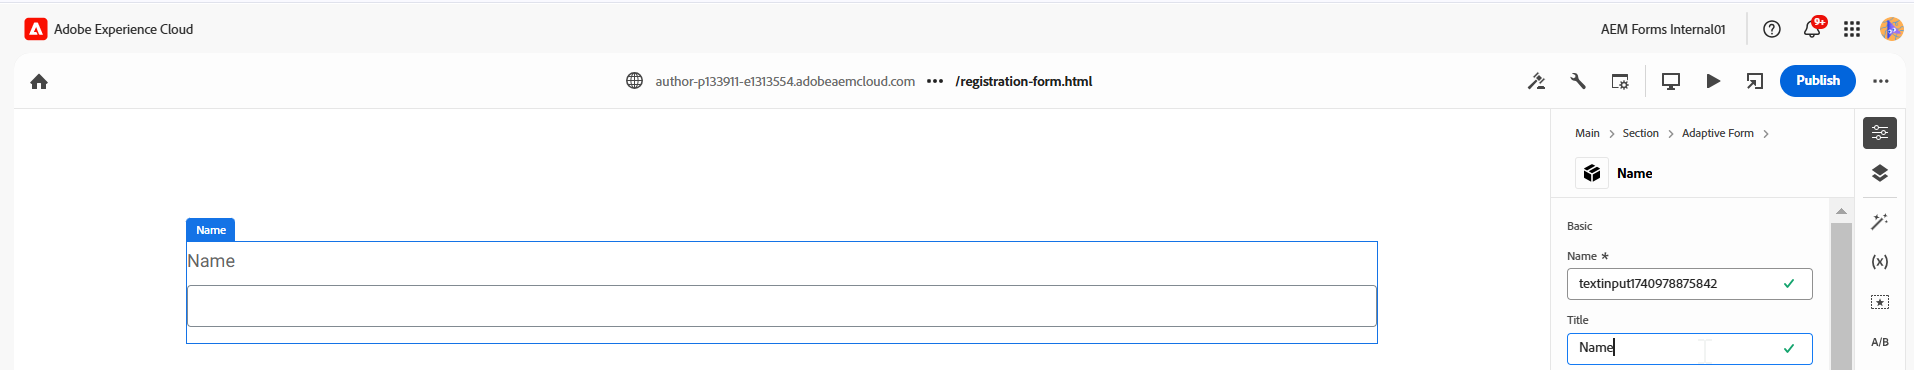 Adobe Experience Cloud
AEM Forms Internal01
9+
author-p133911-e1313554.adobeaemcloud.com ••• /registration-form.html
Publish
Main > Section > Adaptive Form >
Name
Name
Name
Basic
Name *
textinput1740978875842
Title
Name
(x)
A/B